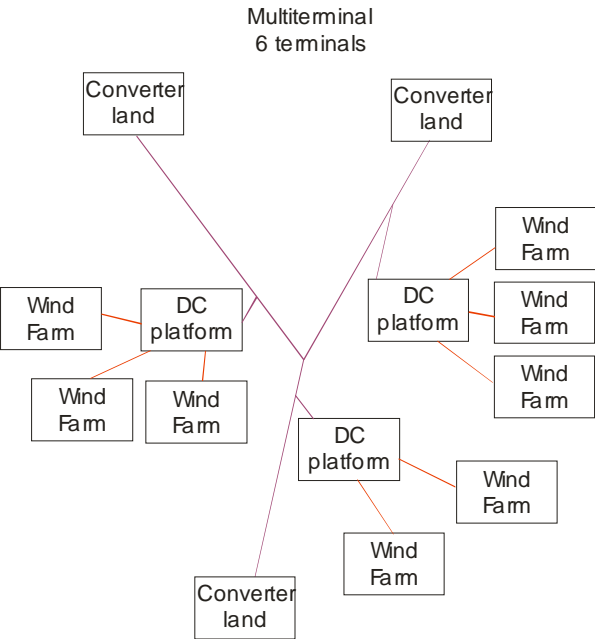 Multiterminal
6 terminals
Converter
land
Converter
land
Wind
Farm
DC
platform
Wind
Farm
Wind
Farm
DC
platform
Wind
Farm
Wind
Farm
Wind
Farm
DC
platform
Wind
Farm
Wind
Farm
Converter
land